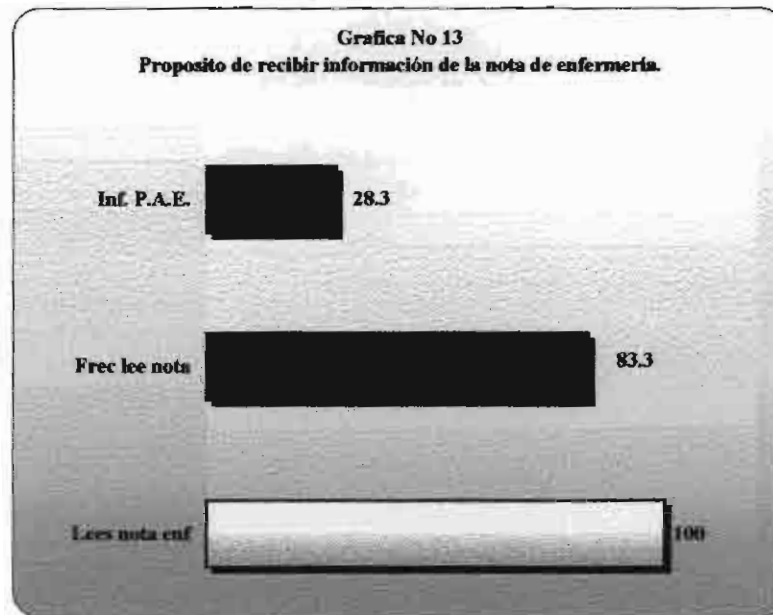 Grafica No 13
Proposito de recibir información de la nota de enfermería.
Inf. P.A.E.
28.3
Frec lee nota
83.3
Lees nota enf
100